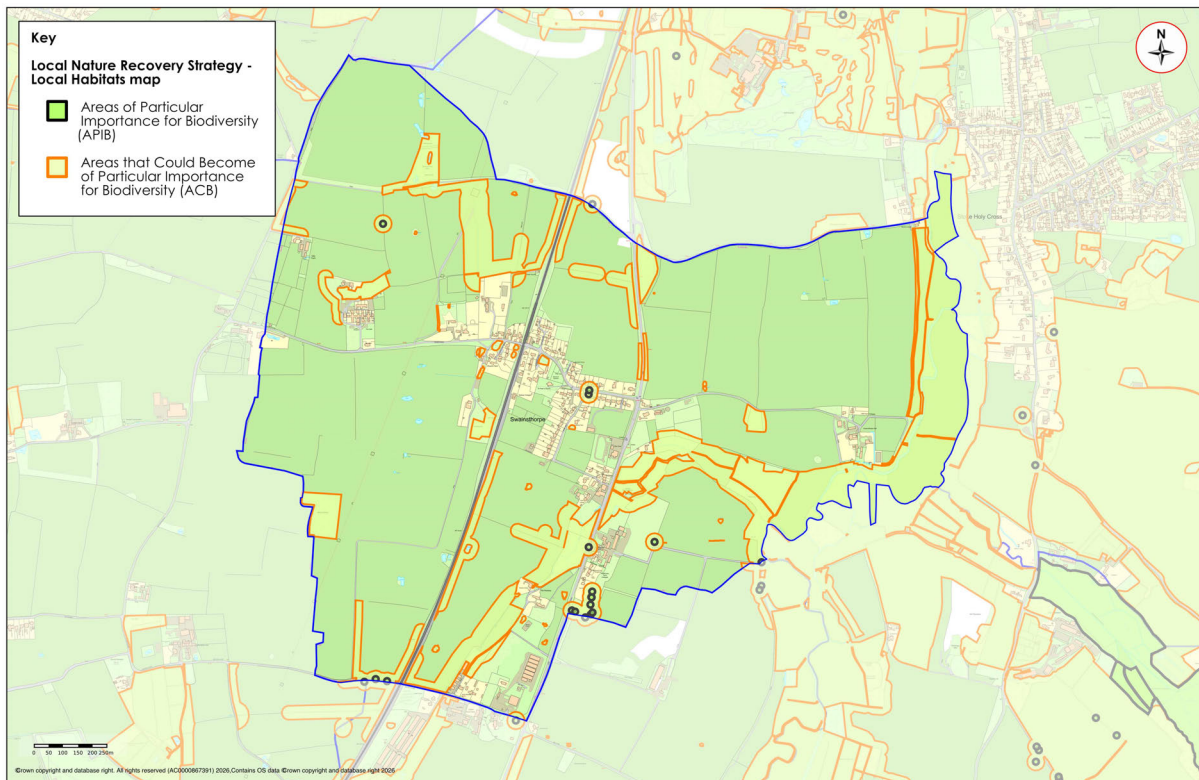 Key
Local Nature Recovery Strategy -
Local Habitats map
Areas of Particular
Importance for Biodiversity
(APIB)
Areas that Could Become
of Particular Importance
for Biodiversity (ACB)
N
Holy Cross
Swainsthorpe
0 50 100 150 200 250m
©rown copyright and database right. All rights reserved (AC0000867391) 2026,Contains OS data ©rown copyright and database right 2026